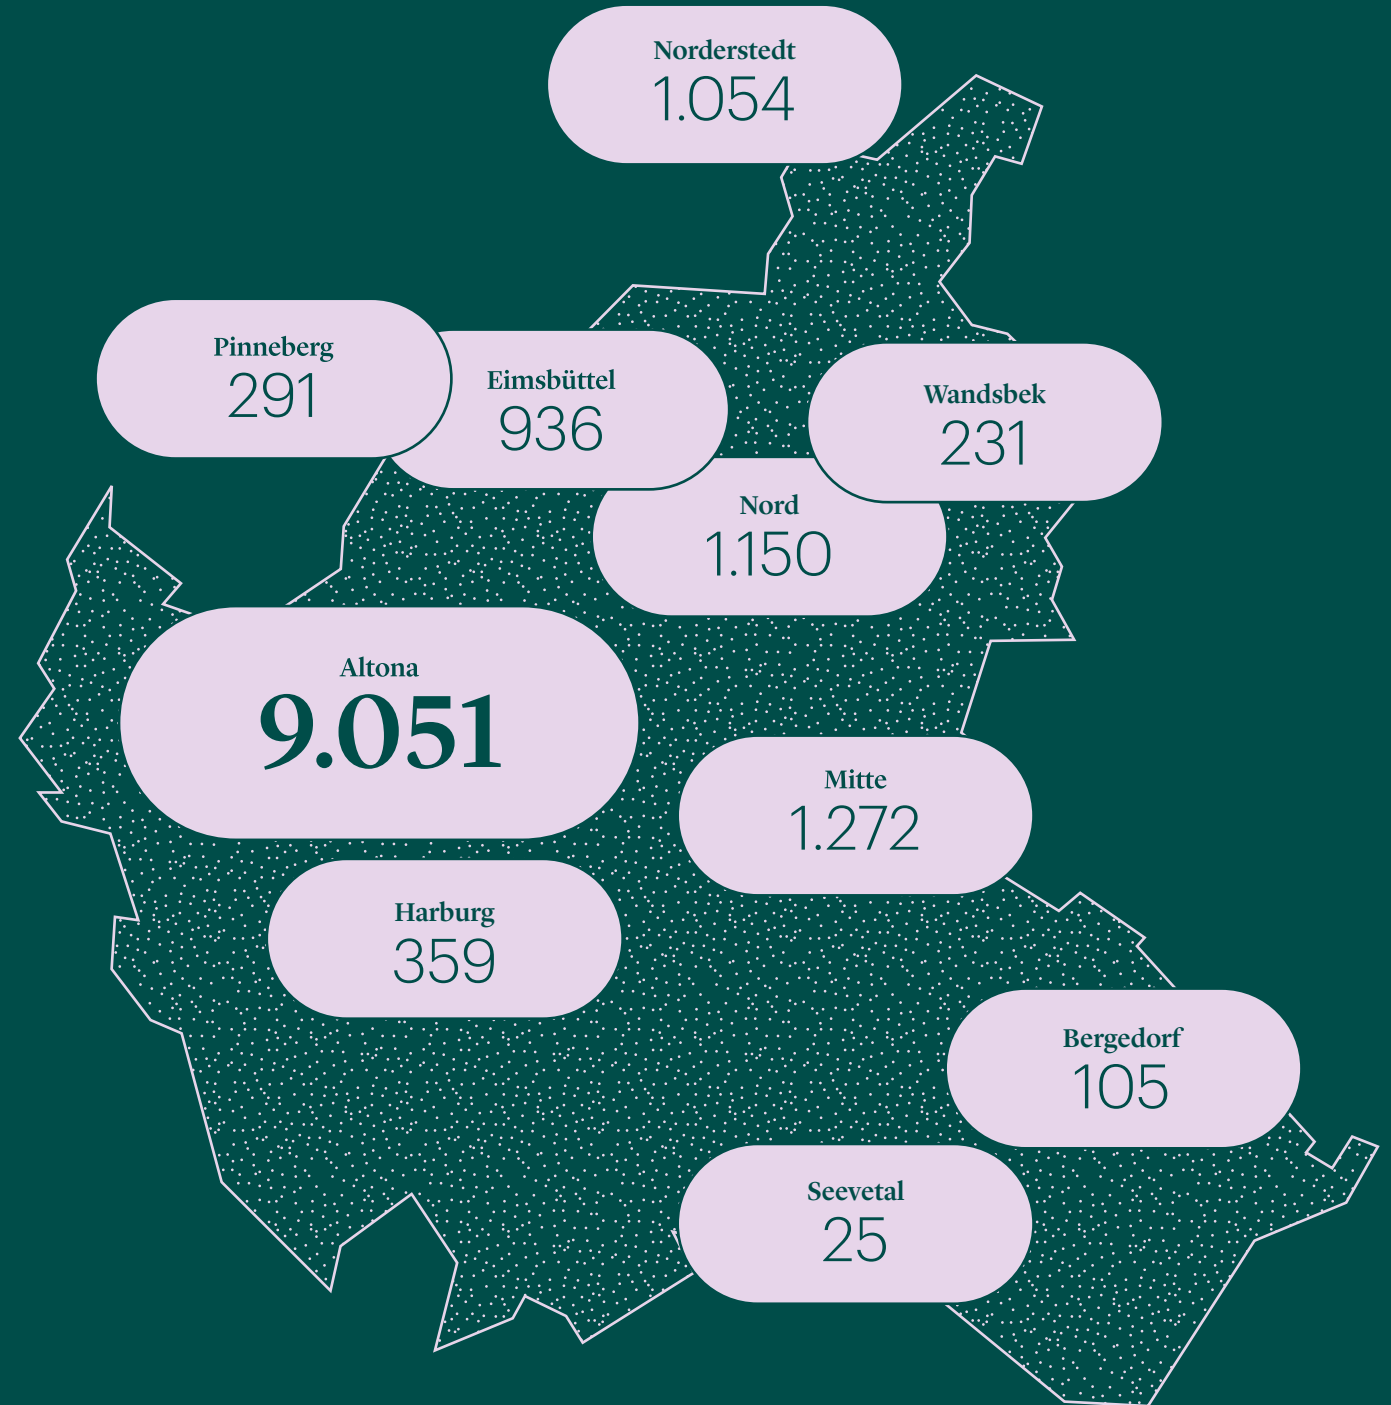 Norderstedt
1.054
Pinneberg
291
Eimsbüttel
936
Wandsbek
231
Nord
1.150
Altona
9.051
Mitte
1.272
Harburg
359
Bergedorf
105
Seevetal
25